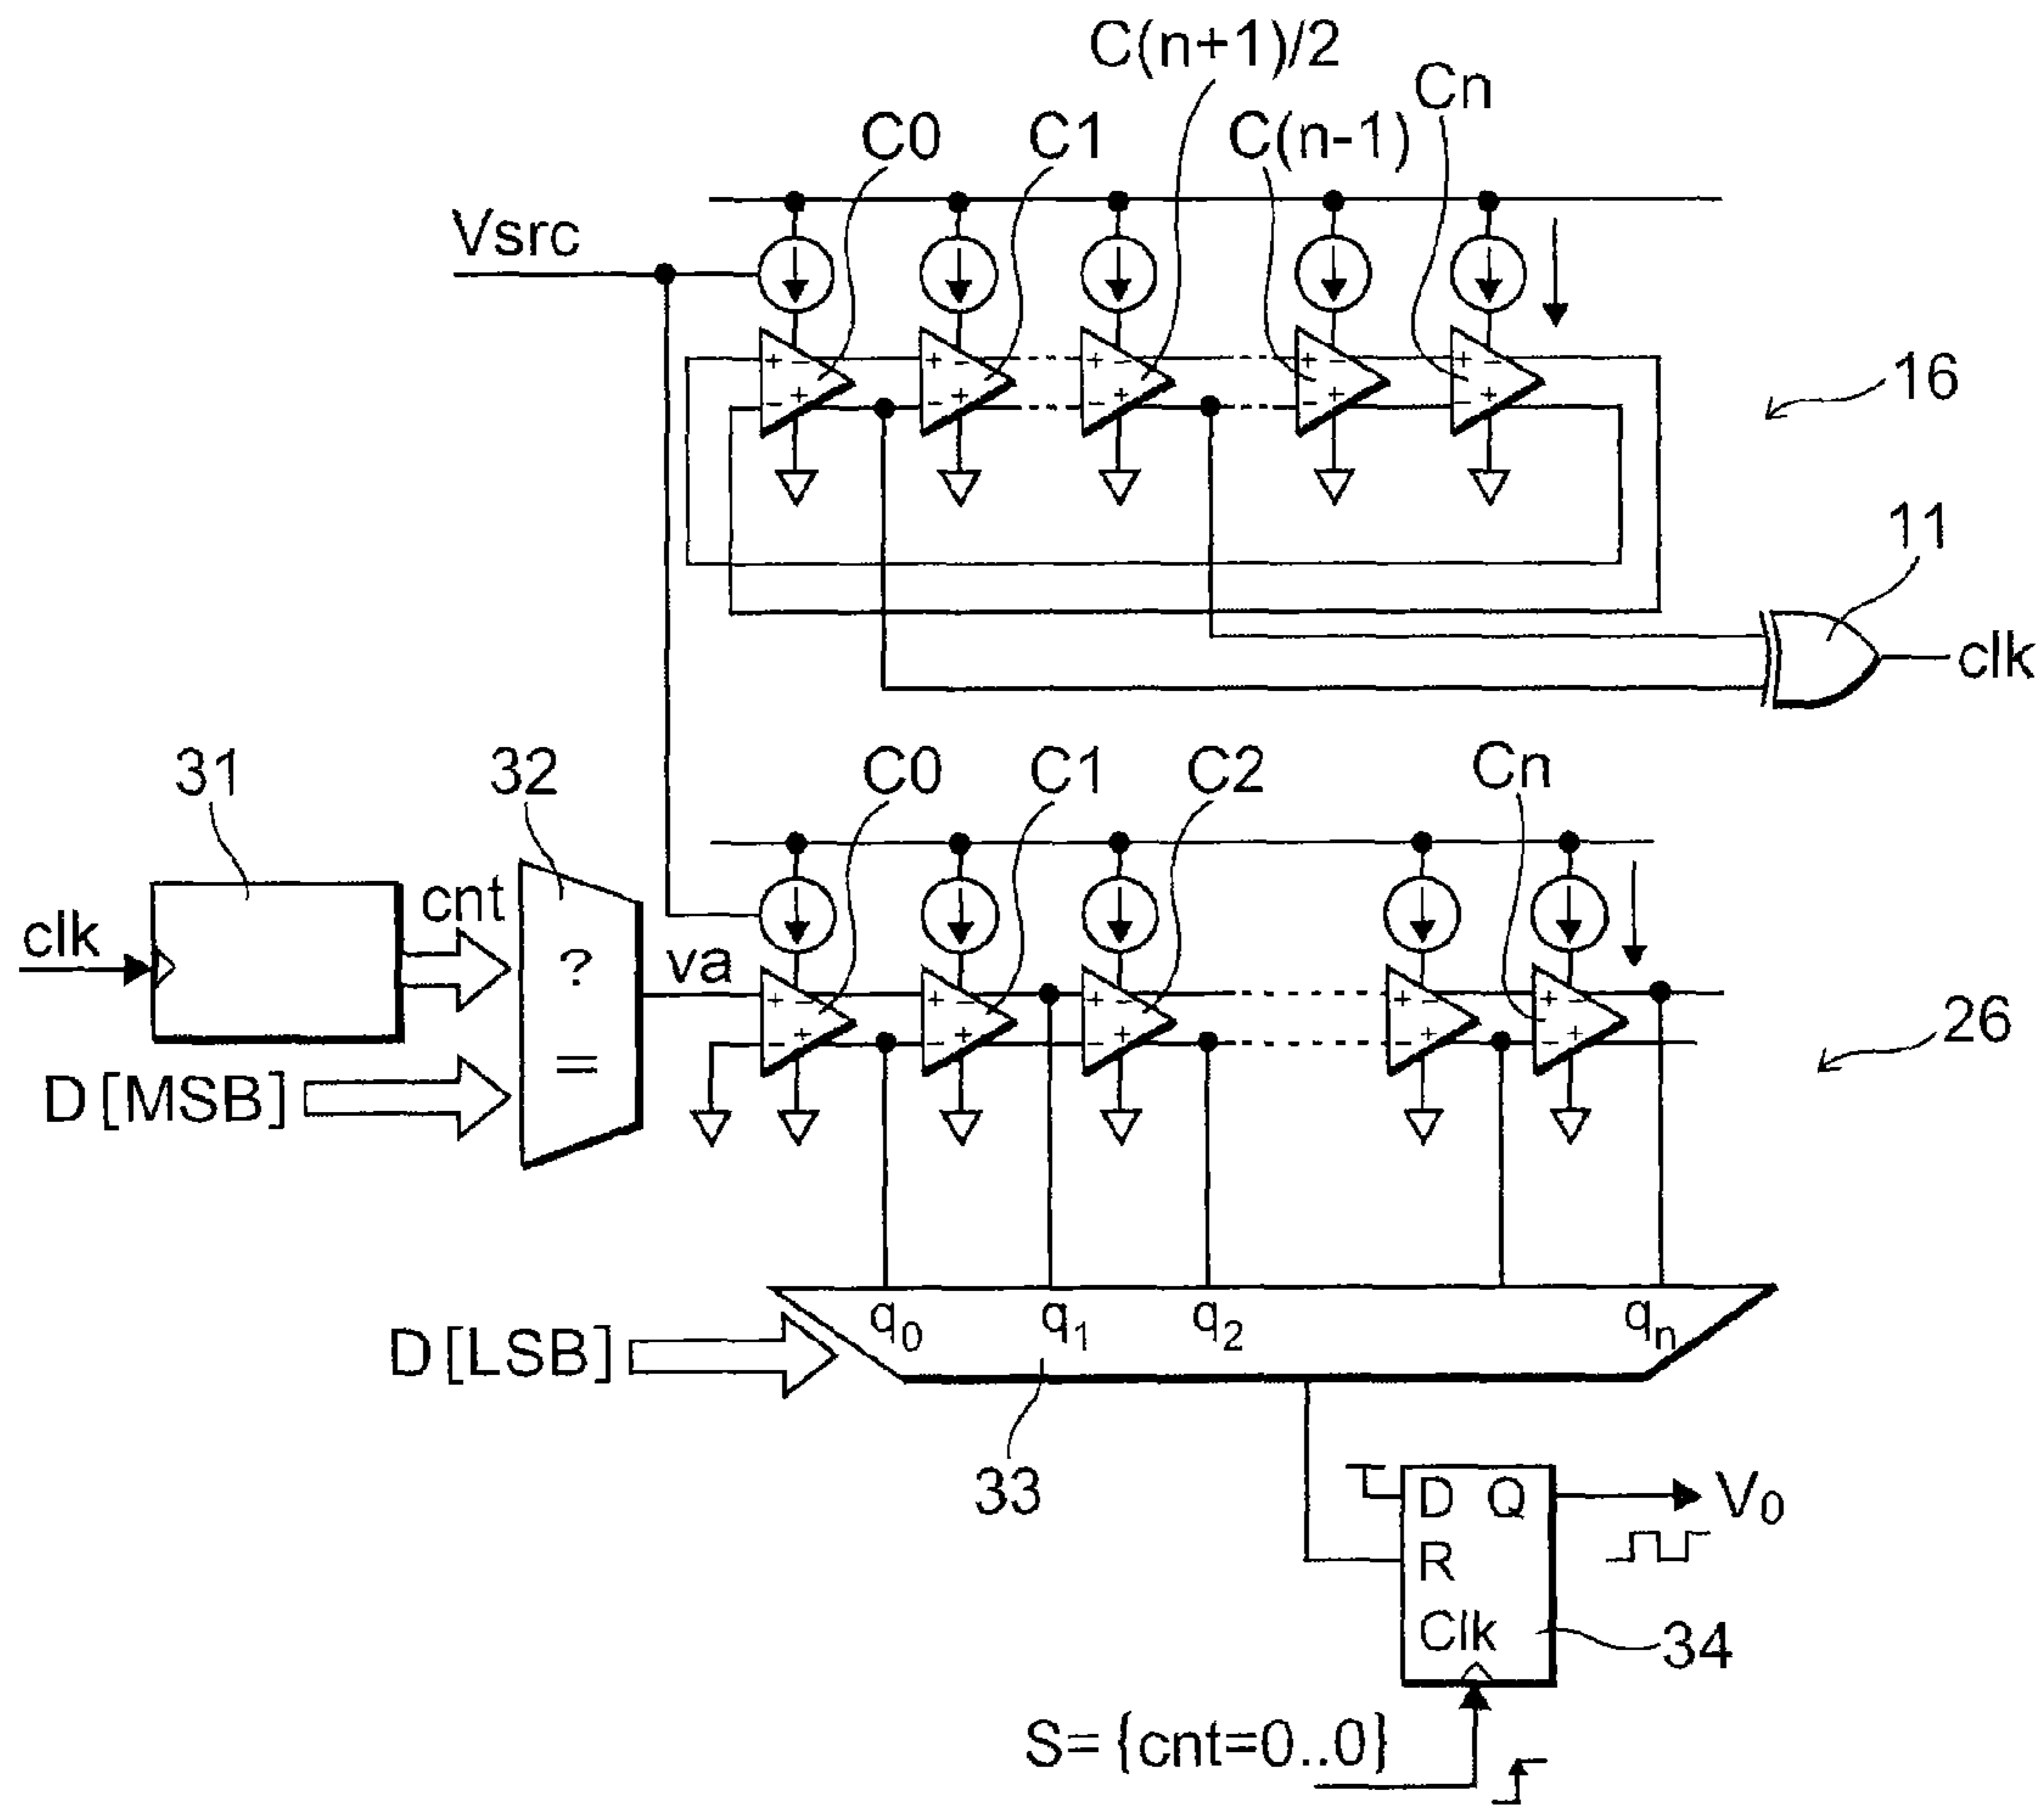 C(n+1)/2
Cn
C0
C1
C(n-1)
Vsrc
+ - + - + - + - + -
- + - + - + - + - +
16
11
clk
31
32
C0
C1
C2
Cn
clk
cnt
?
=
va
+ - + - + - + - + -
- + - + - + - + - +
26
D[MSB]
q0
q1
q2
qn
D[LSB]
33
D Q
V0
R
Clk
34
S={cnt=0..0}